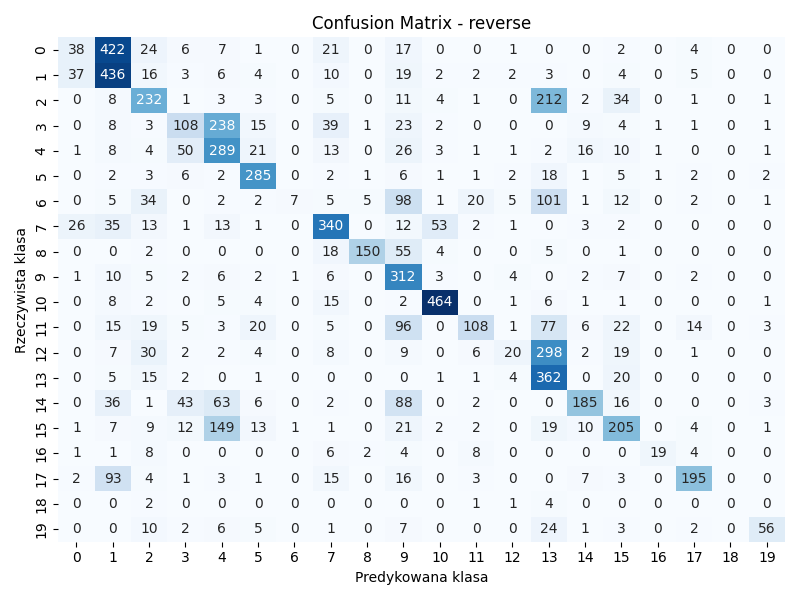 Confusion Matrix - reverse
Rzeczywista klasa
0 38 422 24 6 7 1 0 21 0 17 0 0 1 0 0 2 0 4 0 0
1 37 436 16 3 6 4 0 10 0 19 2 2 2 3 0 4 0 5 0 0
2 0 8 232 1 3 3 0 5 0 11 4 1 0 212 2 34 0 1 0 1
3 0 8 3 108 238 15 0 39 1 23 2 0 0 0 9 4 1 1 0 1
4 1 8 4 50 289 21 0 13 0 26 3 1 1 2 16 10 1 0 0 1
5 0 2 3 6 2 285 0 2 1 6 1 1 2 18 1 5 1 2 0 2
6 0 5 34 0 2 2 7 5 5 98 1 20 5 101 1 12 0 2 0 1
7 26 35 13 1 13 1 0 340 0 12 53 2 1 0 3 2 0 0 0 0
8 0 0 2 0 0 0 0 18 150 55 4 0 0 5 0 1 0 0 0 0
9 1 10 5 2 6 2 1 6 0 312 3 0 4 0 2 7 0 2 0 0
10 0 8 2 0 5 4 0 15 0 2 464 0 1 6 1 1 0 0 0 1
11 0 15 19 5 3 20 0 5 0 96 0 108 1 77 6 22 0 14 0 3
12 0 7 30 2 2 4 0 8 0 9 0 6 20 298 2 19 0 1 0 0
13 0 5 15 2 0 1 0 0 0 0 1 1 4 362 0 20 0 0 0 0
14 0 36 1 43 63 6 0 2 0 88 0 2 0 0 185 16 0 0 0 3
15 1 7 9 12 149 13 1 1 0 21 2 2 0 19 10 205 0 4 0 1
16 1 1 8 0 0 0 0 6 2 4 0 8 0 0 0 0 19 4 0 0
17 2 93 4 1 3 1 0 15 0 16 0 3 0 0 7 3 0 195 0 0
18 0 0 2 0 0 0 0 0 0 0 0 1 1 4 0 0 0 0 0 0
19 0 0 10 2 6 5 0 1 0 7 0 0 0 24 1 3 0 2 0 56
0 1 2 3 4 5 6 7 8 9 10 11 12 13 14 15 16 17 18 19
Predykowana klasa